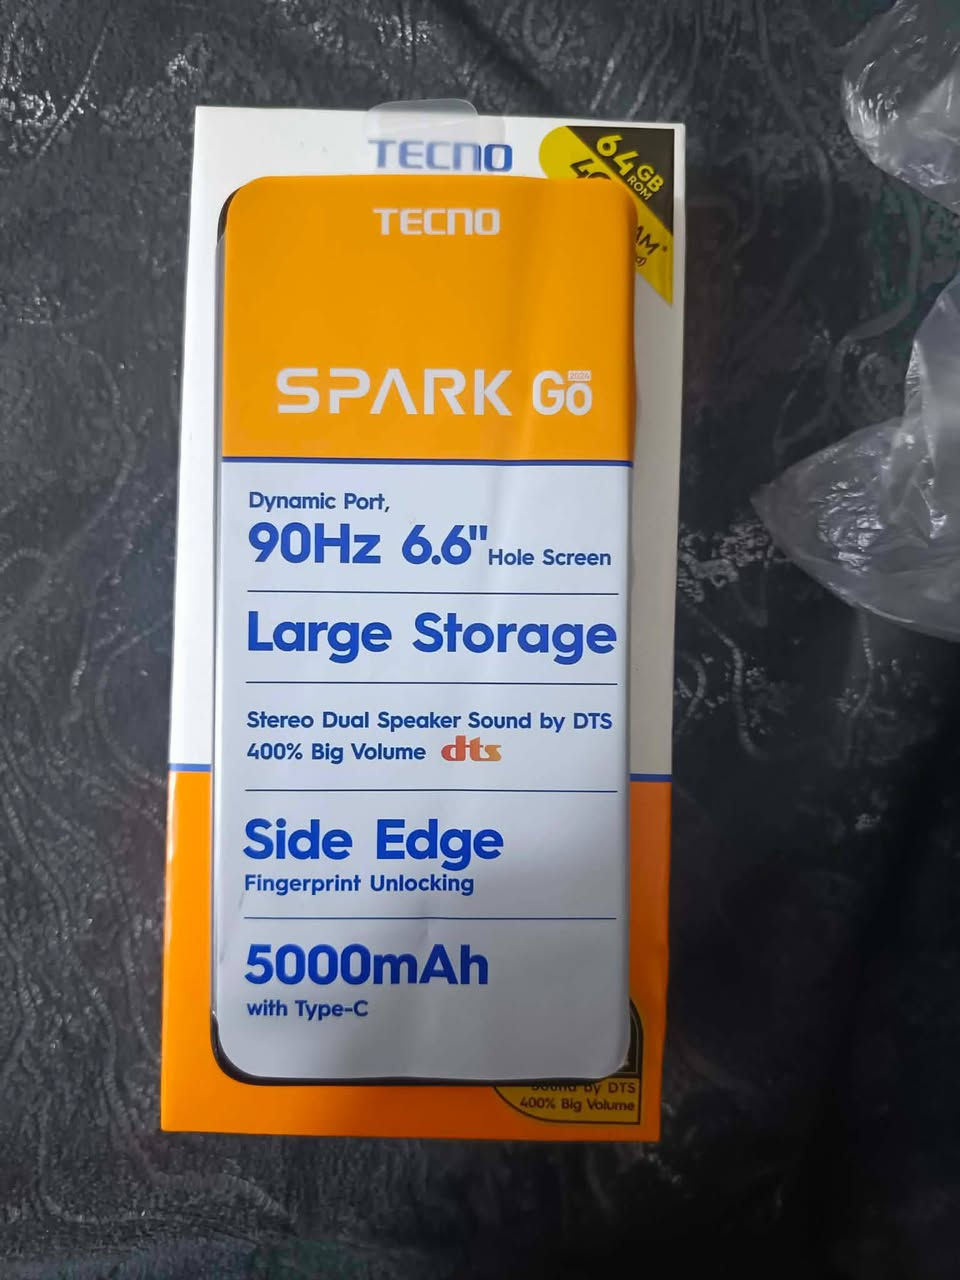 TECNO
64GB
ROM
TECNO
SPARK Go 2024
Dynamic Port,
90Hz 6.6" Hole Screen
Large Storage
Stereo Dual Speaker Sound by DTS
400% Big Volume dts
Side Edge
Fingerprint Unlocking
5000mAh
with Type-C
Sound by DTS
400% Big Volume